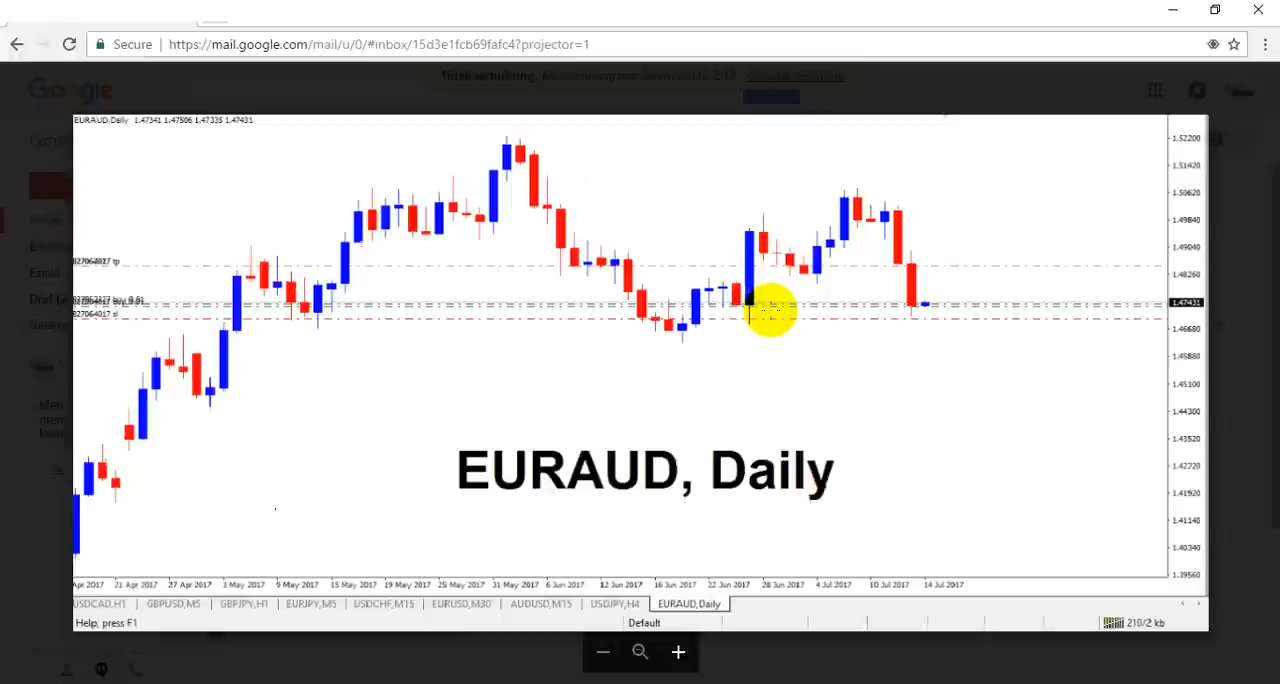 Secure
https://mail.google.com/mail/u/0/#inbox/15d3e1fcb69fafc4?projector=1
Google
EURAUD,Daily 1.47341 1.47506 1.47335 1.47431
1.52200
1.51420
1.50620
1.49840
1.49040
1.48260
1.47431
1.46680
1.45880
1.45100
1.44300
1.43520
1.42720
1.41920
1.41140
1.40340
1.39560
EURAUD, Daily
Apr 2017 21 Apr 2017 27 Apr 2017 3 May 2017 9 May 2017 15 May 2017 19 May 2017 25 May 2017 31 May 2017 6 Jun 2017 12 Jun 2017 16 Jun 2017 22 Jun 2017 28 Jun 2017 4 Jul 2017 10 Jul 2017 14 Jul 2017
USDCAD,H1 GBPUSD,M5 GBPJPY,H1 EURJPY,M5 USDCHF,M15 EURUSD,M30 AUDUSD,M15 USDJPY,H4 EURAUD,Daily
Help, press F1 Default 210/2 kb